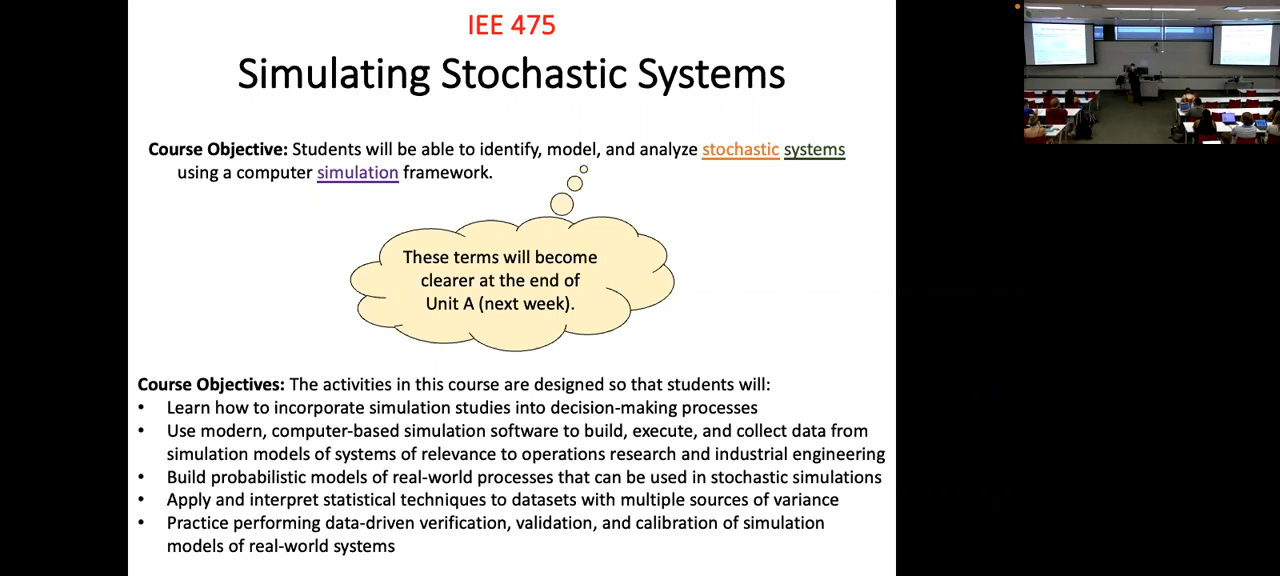 IEE 475
Simulating Stochastic Systems
Course Objective: Students will be able to identify, model, and analyze stochastic systems
using a computer simulation framework.
These terms will become
clearer at the end of
Unit A (next week).
Course Objectives: The activities in this course are designed so that students will:
• Learn how to incorporate simulation studies into decision-making processes
• Use modern, computer-based simulation software to build, execute, and collect data from
simulation models of systems of relevance to operations research and industrial engineering
• Build probabilistic models of real-world processes that can be used in stochastic simulations
• Apply and interpret statistical techniques to datasets with multiple sources of variance
• Practice performing data-driven verification, validation, and calibration of simulation
models of real-world systems